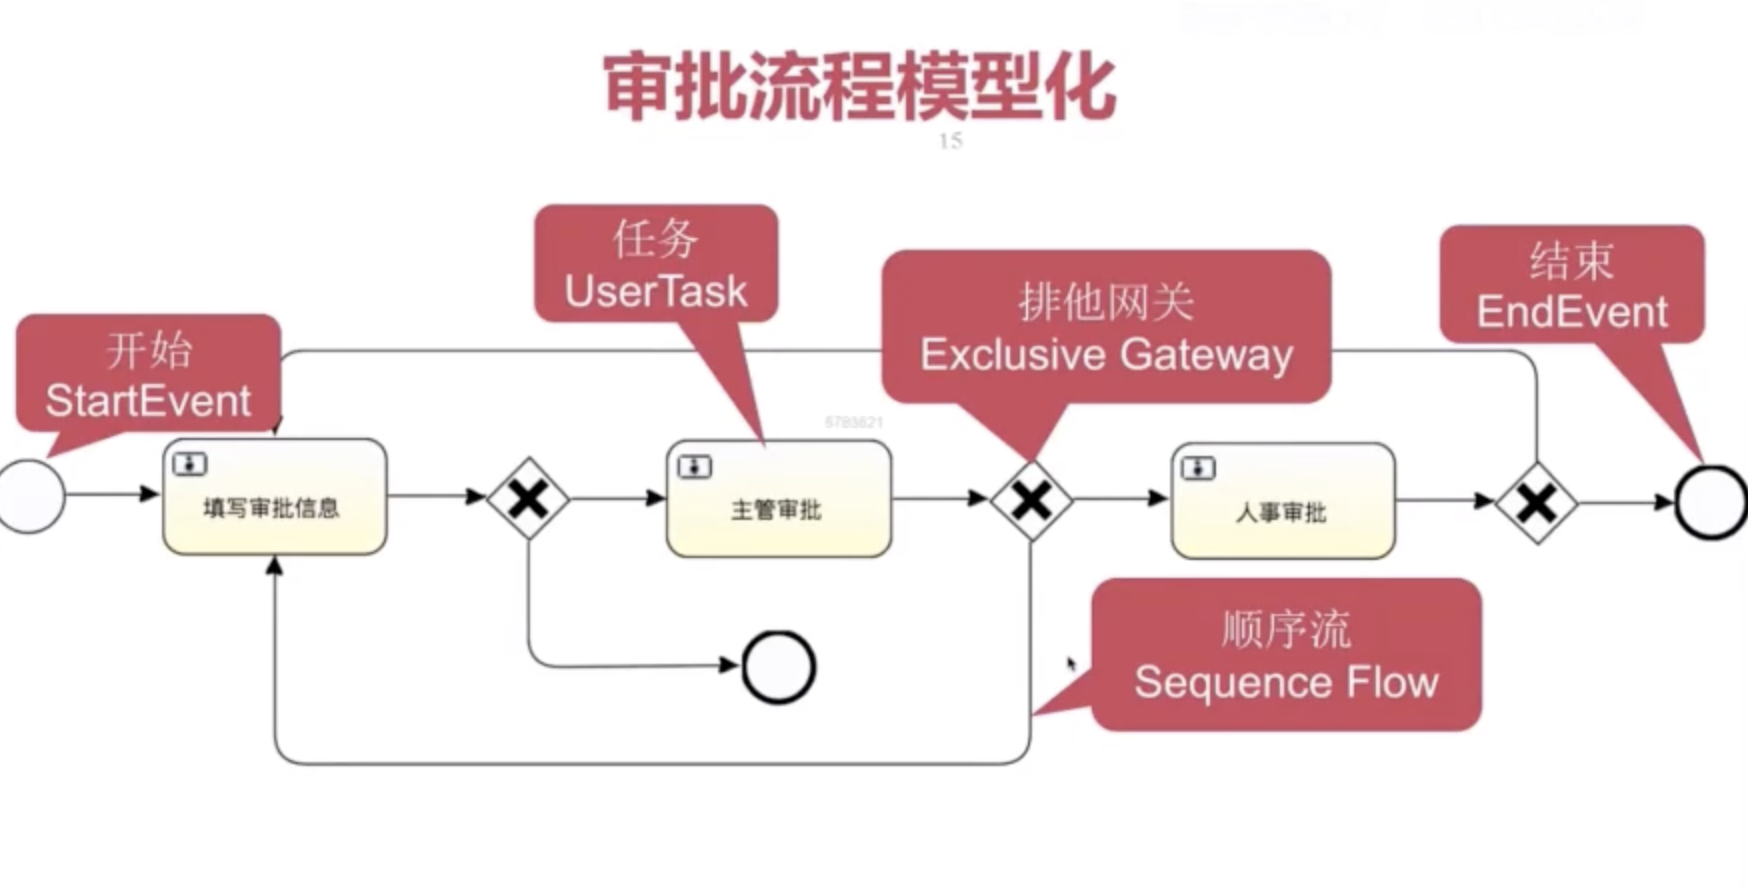 审批流程模型化
15
任务
UserTask
结束
EndEvent
排他网关
Exclusive Gateway
开始
StartEvent
5783621
填写审批信息
主管审批
人事审批
顺序流
Sequence Flow